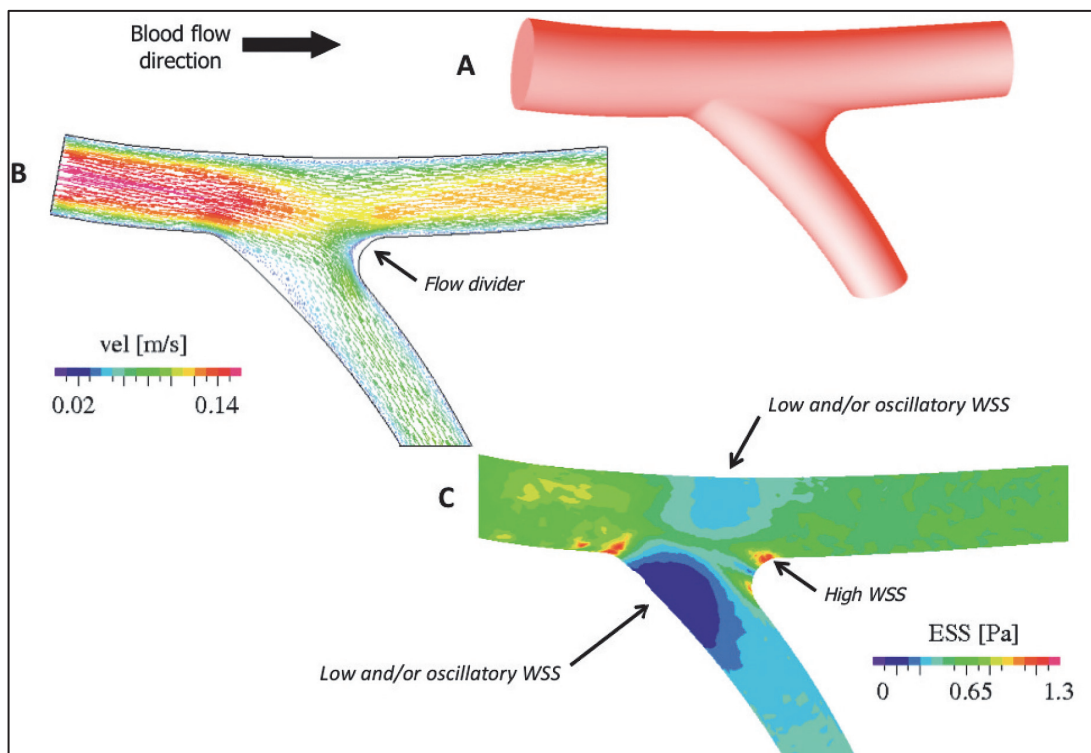 Blood flow
direction
A
B
Flow divider
vel [m/s]
0.02 0.14
Low and/or oscillatory WSS
C
High WSS
ESS [Pa]
Low and/or oscillatory WSS
0 0.65 1.3